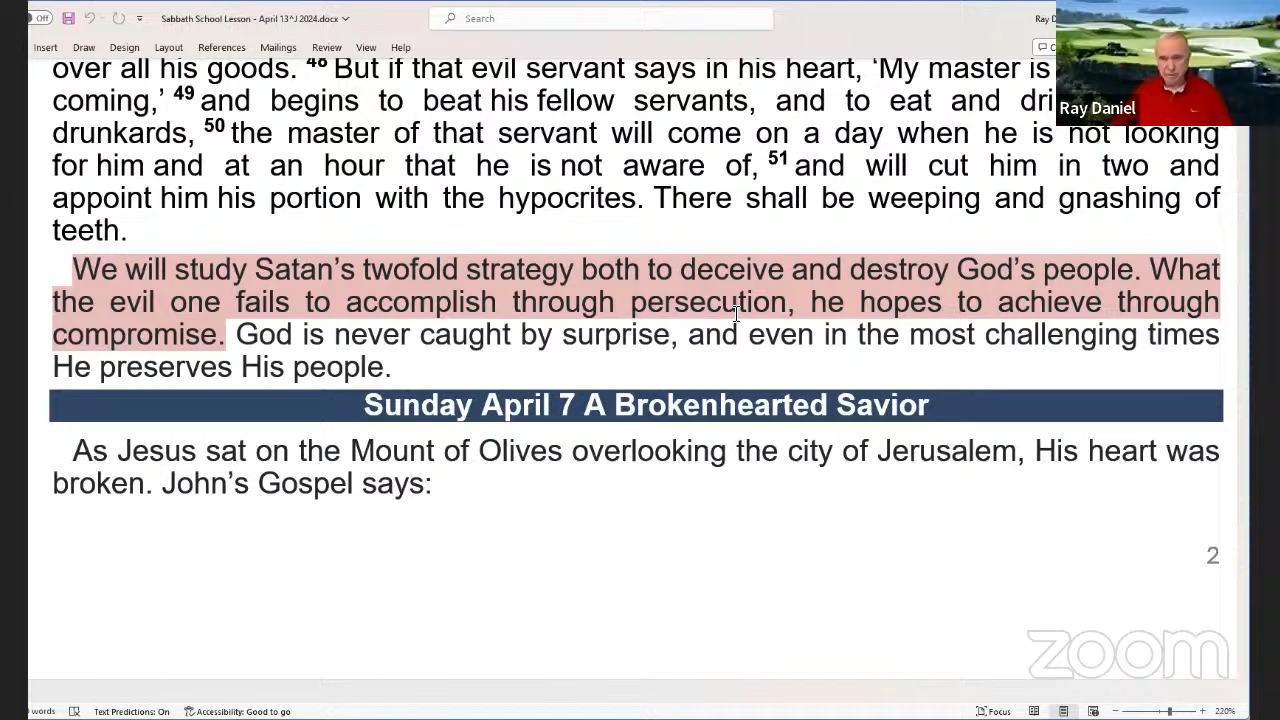 Off
Sabbath School Lesson - April 13^J 2024.docx
Search
Ray D
Insert Draw Design Layout References Mailings Review View Help
over all his goods. 48 But if that evil servant says in his heart, ‘My master is
coming,’ 49 and begins to beat his fellow servants, and to eat and
drunkards, 50 the master of that servant will come on a day when he is not looking
for him and at an hour that he is not aware of, 51 and will cut him in two and
appoint him his portion with the hypocrites. There shall be weeping and gnashing of
teeth.
Ray Daniel
We will study Satan’s twofold strategy both to deceive and destroy God’s people. What
the evil one fails to accomplish through persecution, he hopes to achieve through
compromise. God is never caught by surprise, and even in the most challenging times
He preserves His people.
Sunday April 7 A Brokenhearted Savior
As Jesus sat on the Mount of Olives overlooking the city of Jerusalem, His heart was
broken. John’s Gospel says:
2
zoom
words Text Predictions: On Accessibility: Good to go Focus 220%